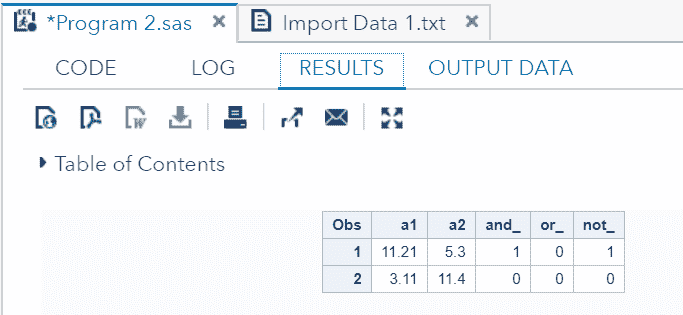 *Program 2.sas × Import Data 1.txt ×
CODE LOG RESULTS OUTPUT DATA
Table of Contents
Obs a1 a2 and_ or_ not_
1 11.21 5.3 1 0 1
2 3.11 11.4 0 0 0